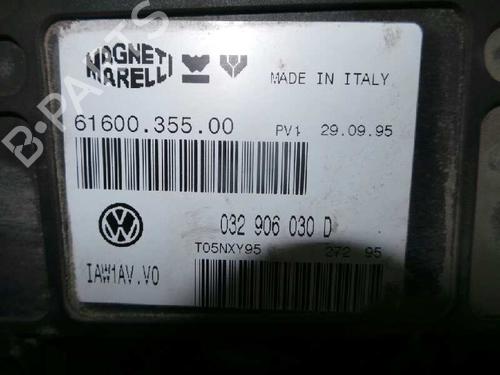 MAGNETI
MARELLI
MADE IN ITALY
61600.355.00
PV1 29.09.95
032 906 030 D
T05NXY95 272 95
IAW1AV.V0
B-PARTS